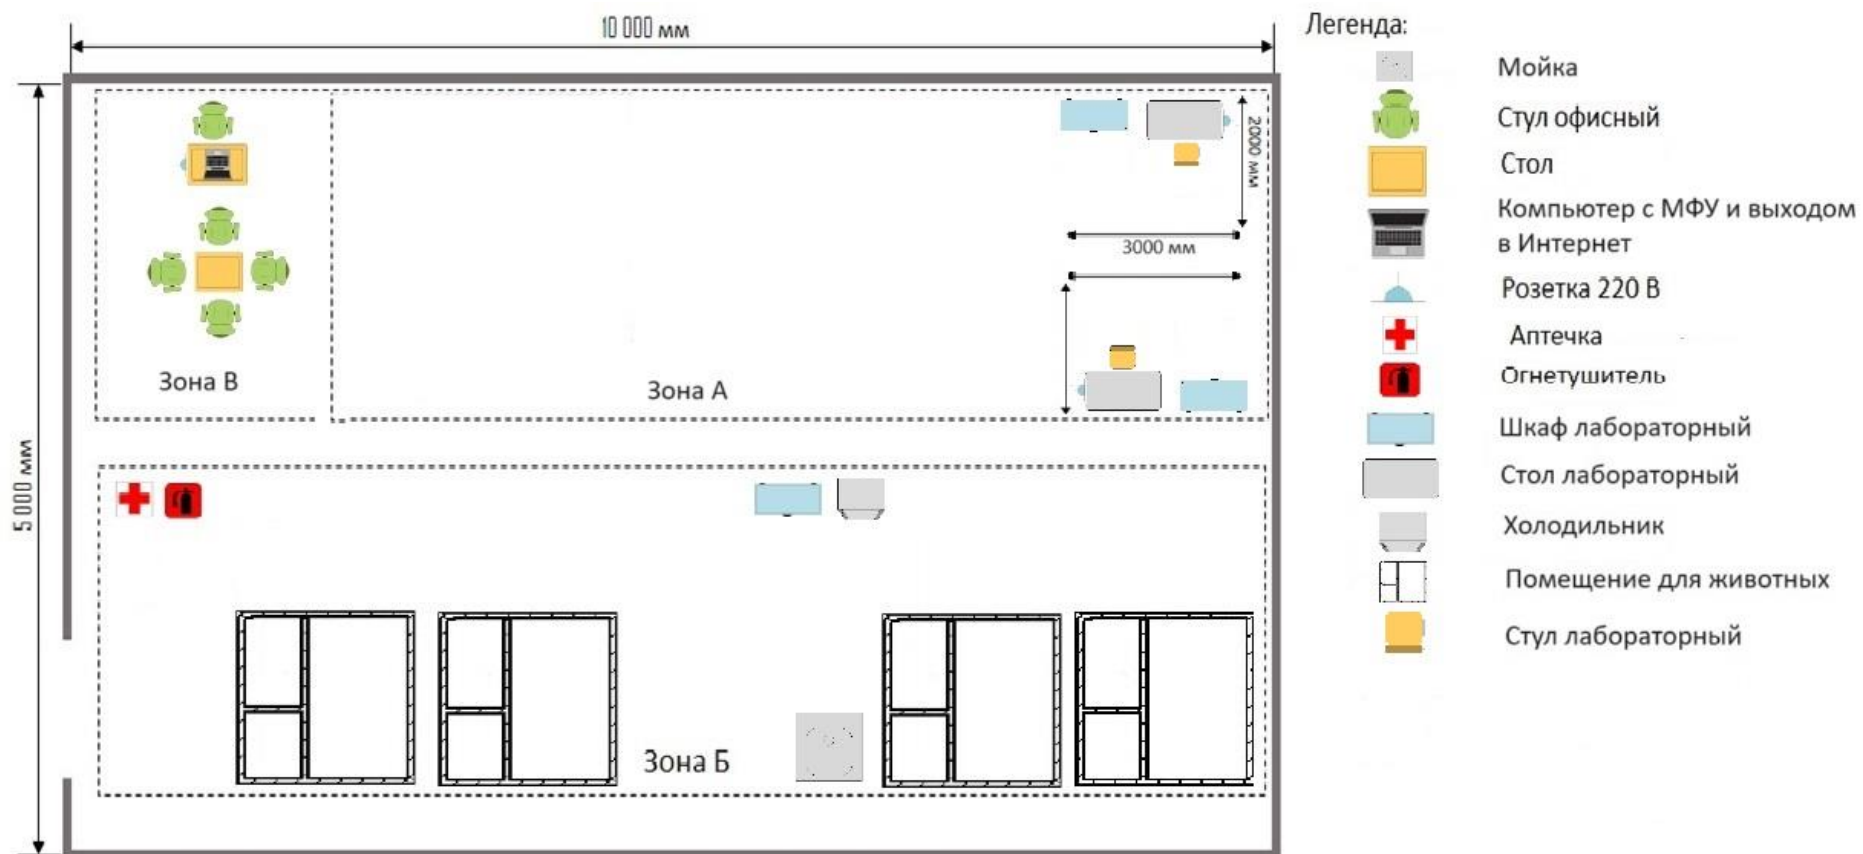 10 000 мм
5 000 мм
2000 мм
3000 мм
Зона В
Зона А
Зона Б
Легенда:
Мойка
Стул офисный
Стол
Компьютер с МФУ и выходом
в Интернет
Розетка 220 В
Аптечка
Огнетушитель
Шкаф лабораторный
Стол лабораторный
Холодильник
Помещение для животных
Стул лабораторный